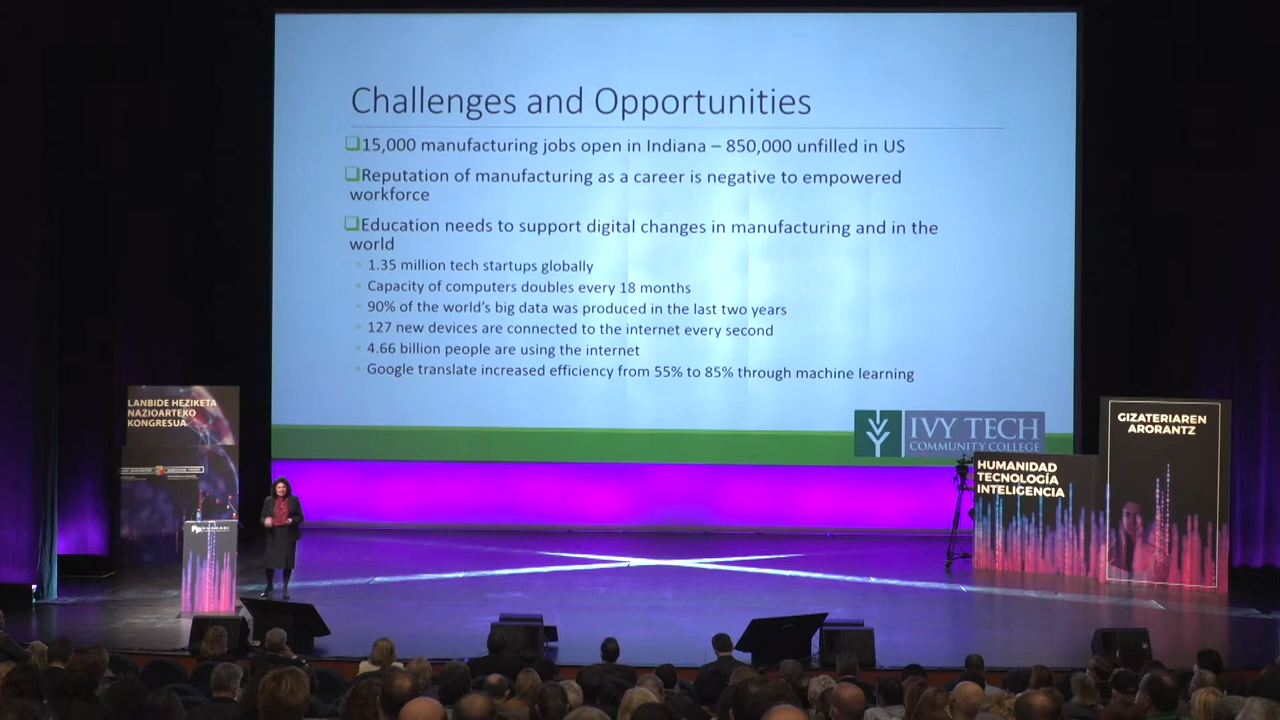 Challenges and Opportunities
15,000 manufacturing jobs open in Indiana – 850,000 unfilled in US
Reputation of manufacturing as a career is negative to empowered
workforce
Education needs to support digital changes in manufacturing and in the
world
1.35 million tech startups globally
Capacity of computers doubles every 18 months
90% of the world's big data was produced in the last two years
127 new devices are connected to the internet every second
4.66 billion people are using the internet
Google translate increased efficiency from 55% to 85% through machine learning
IVY TECH
COMMUNITY COLLEGE
LANBIDE HEZIKETA
NAZIOARTEKO
KONGRESUA
HUMANIDAD
TECNOLOGÍA
INTELIGENCIA
GIZATERIAREN
ARORANTZ